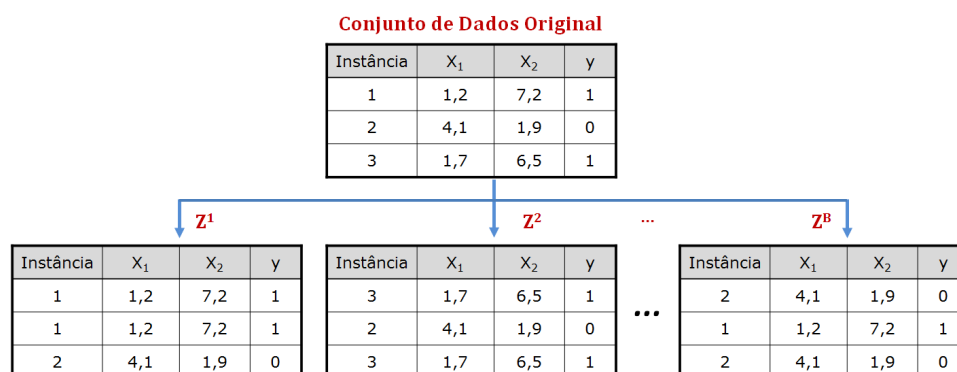 Conjunto de Dados Original
Instância X₁ X₂ y
1 1,2 7,2 1
2 4,1 1,9 0
3 1,7 6,5 1
Z¹ Z² ... Zᴮ
Instância X₁ X₂ y
1 1,2 7,2 1
1 1,2 7,2 1
2 4,1 1,9 0
Instância X₁ X₂ y
3 1,7 6,5 1
2 4,1 1,9 0
3 1,7 6,5 1
...
Instância X₁ X₂ y
2 4,1 1,9 0
1 1,2 7,2 1
2 4,1 1,9 0